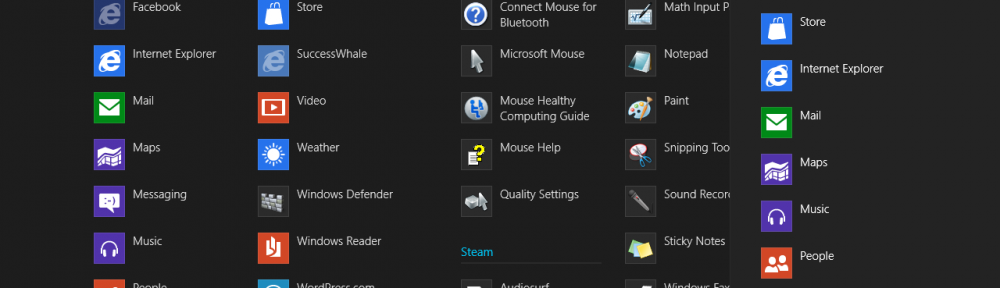 Facebook
Internet Explorer
Mail
Maps
Messaging
Music
People
Store
SuccessWhale
Video
Weather
Windows Defender
Windows Reader
WordPress.com
Connect Mouse for
Bluetooth
Microsoft Mouse
Mouse Healthy
Computing Guide
Mouse Help
Quality Settings
Steam
Audiosurf
Math Input P
Notepad
Paint
Snipping Too
Sound Record
Sticky Notes
Windows Fax
Store
Internet Explorer
Mail
Maps
Music
People